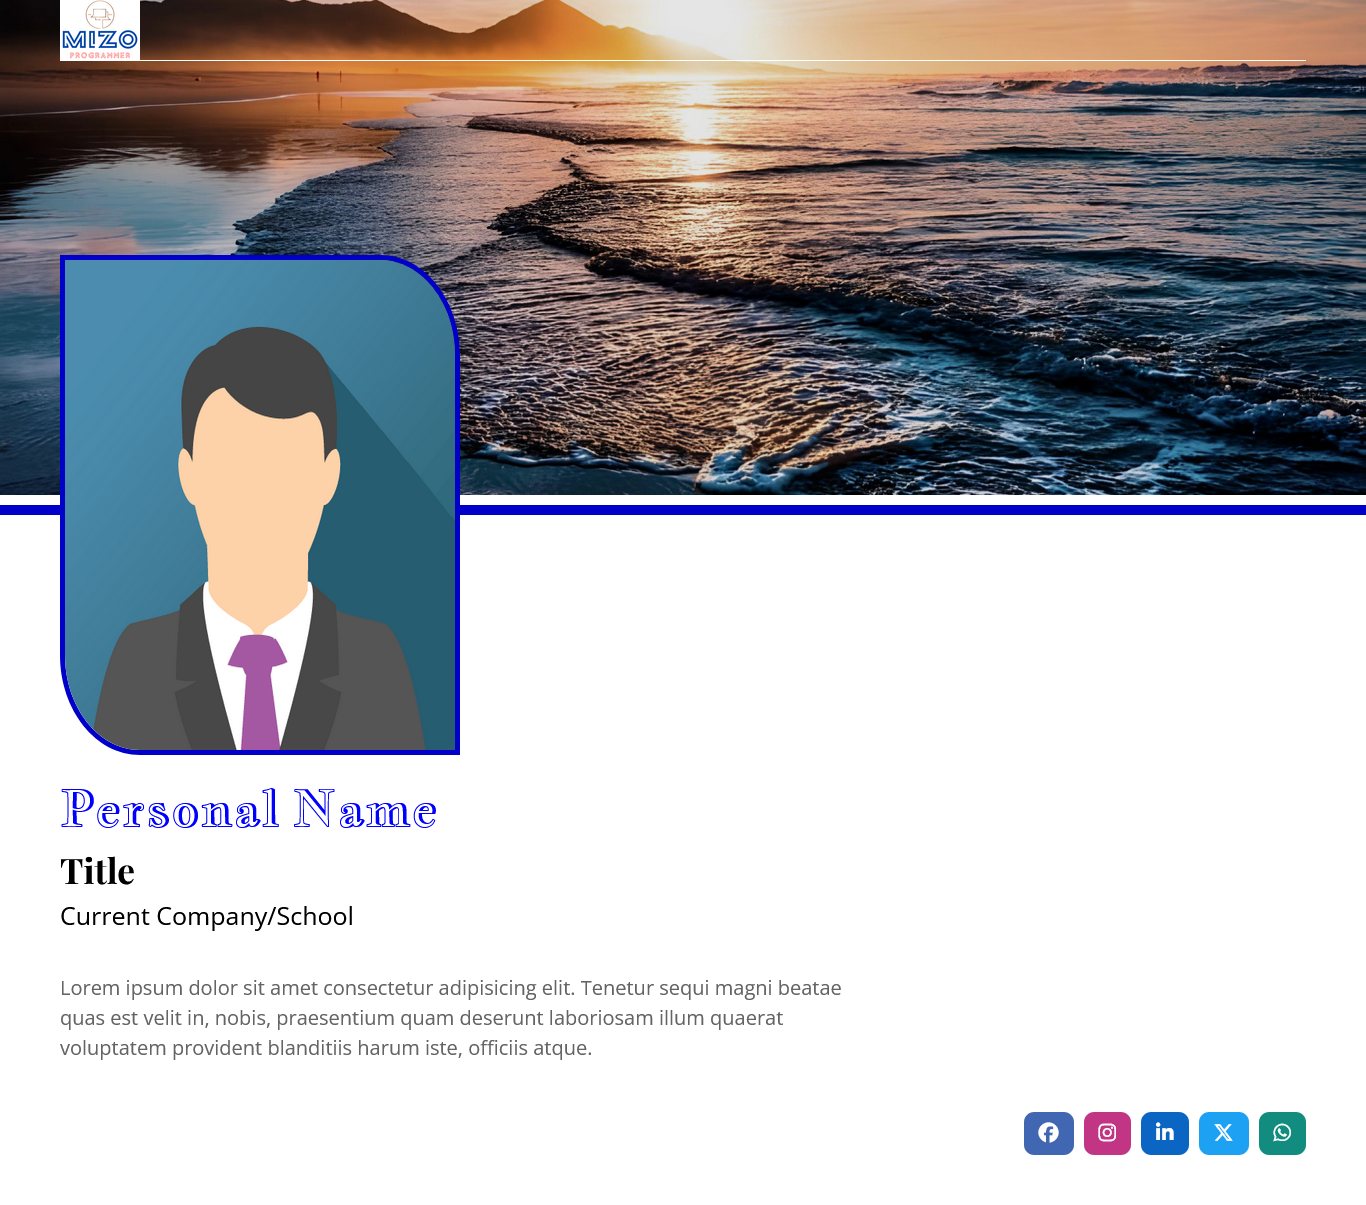 MIZO
PROGRAMMER
Personal Name
Title
Current Company/School
Lorem ipsum dolor sit amet consectetur adipisicing elit. Tenetur sequi magni beatae
quas est velit in, nobis, praesentium quam deserunt laboriosam illum quaerat
voluptatem provident blanditiis harum iste, officiis atque.